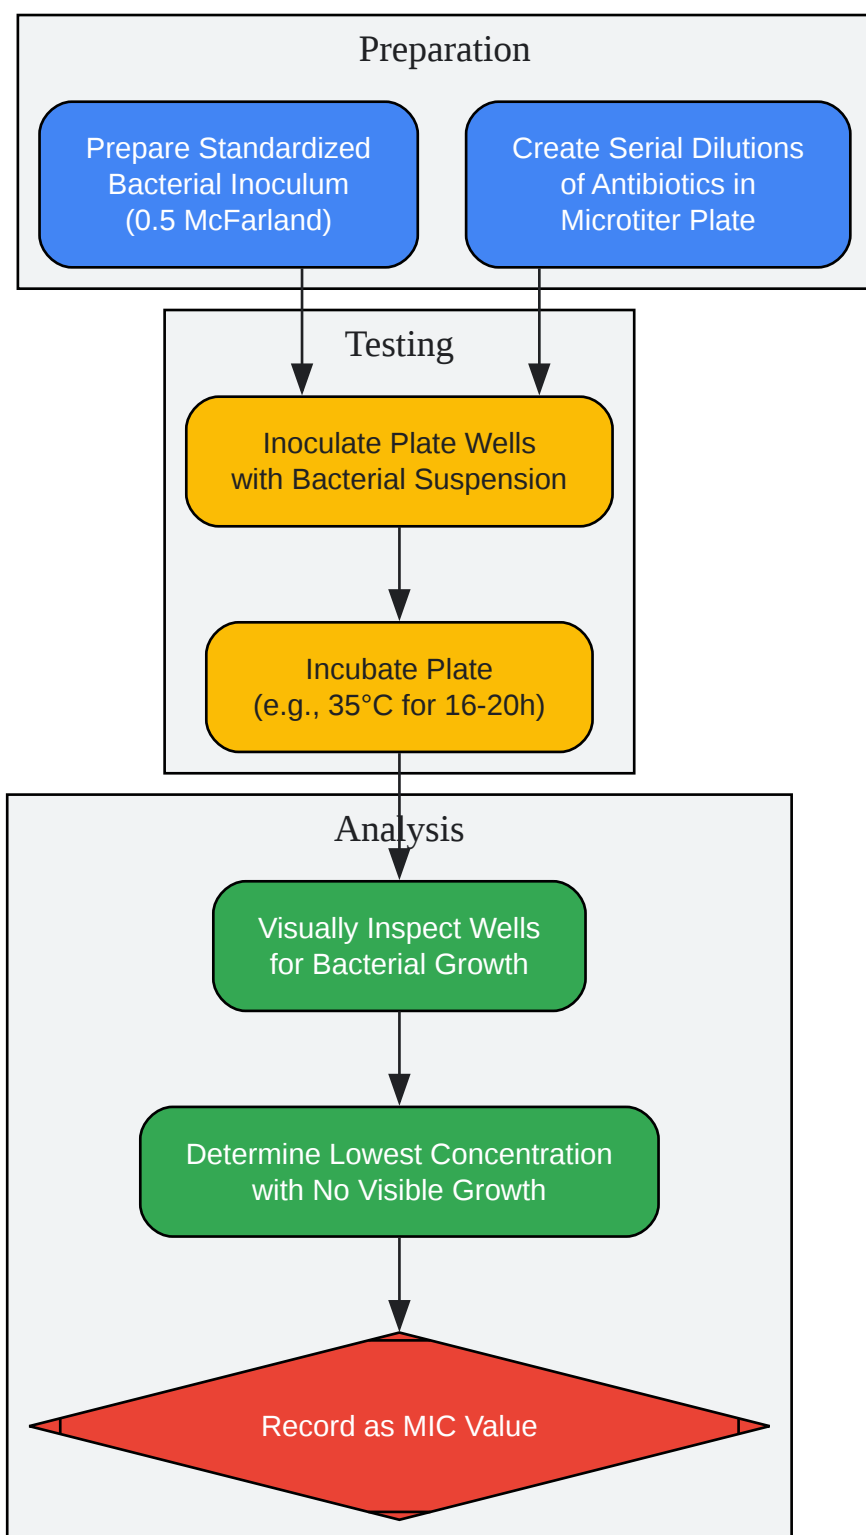 Preparation
Prepare Standardized
Bacterial Inoculum
(0.5 McFarland)
Create Serial Dilutions
of Antibiotics in
Microtiter Plate
Testing
Inoculate Plate Wells
with Bacterial Suspension
Incubate Plate
(e.g., 35°C for 16-20h)
Analysis
Visually Inspect Wells
for Bacterial Growth
Determine Lowest Concentration
with No Visible Growth
Record as MIC Value